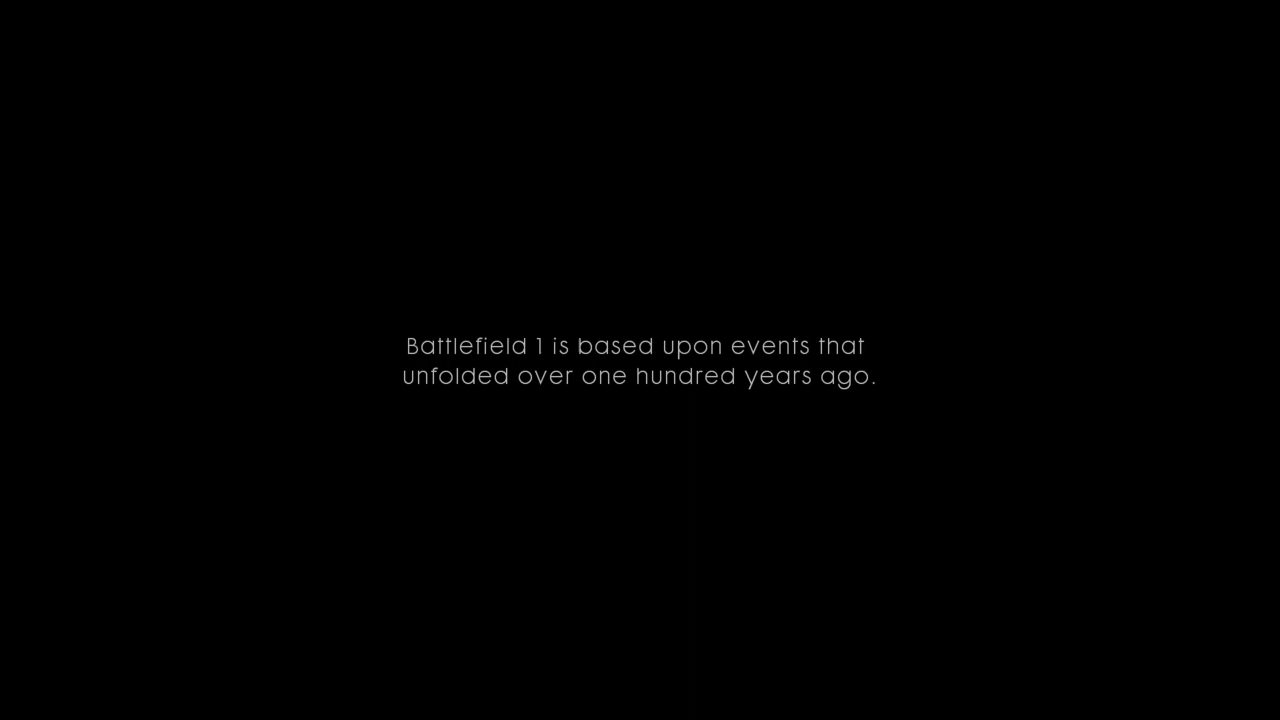 Battlefield 1 is based upon events that
unfolded over one hundred years ago.